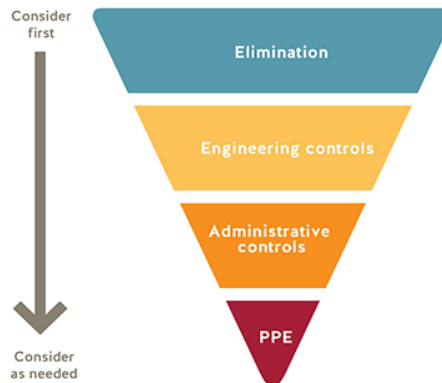 Consider
first
Elimination
Engineering controls
Administrative
controls
PPE
Consider
as needed